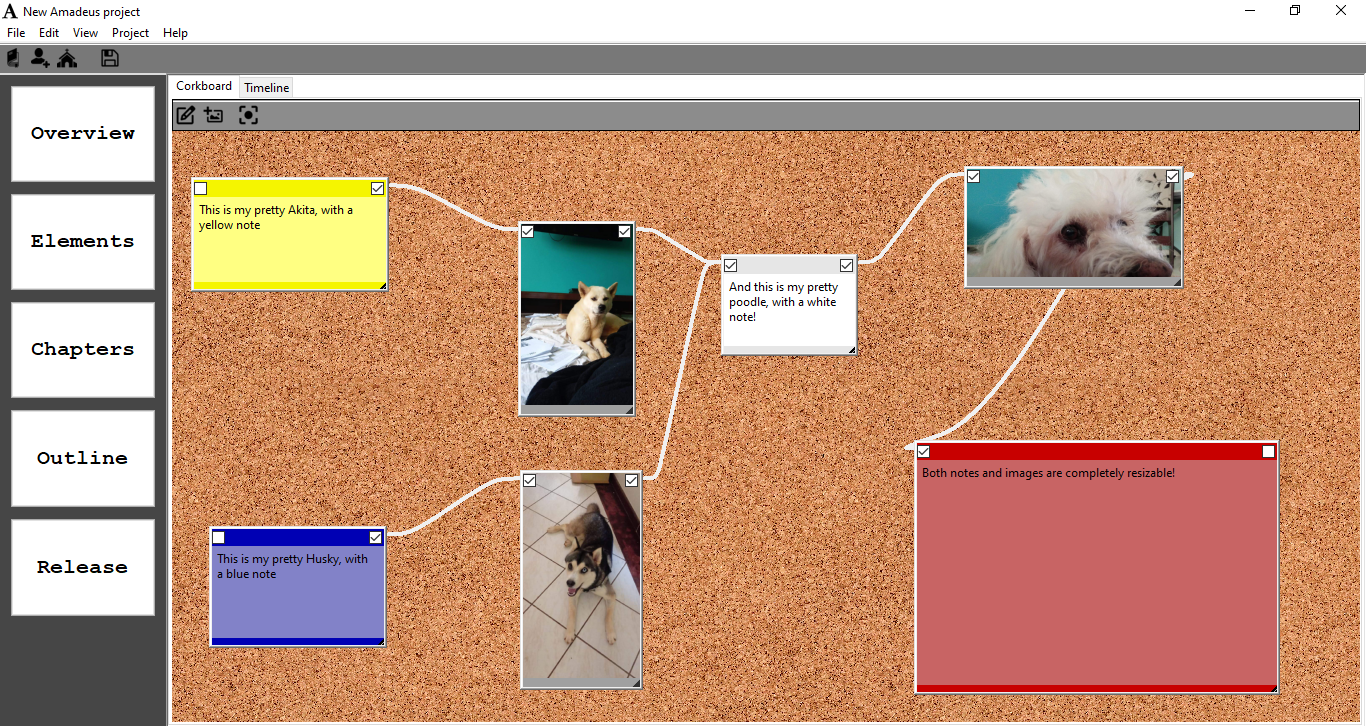 New Amadeus project
File Edit View Project Help
Overview
Elements
Chapters
Outline
Release
Corkboard Timeline
This is my pretty Akita, with a
yellow note
And this is my pretty
poodle, with a white
note!
Both notes and images are completely resizable!
This is my pretty Husky, with
a blue note